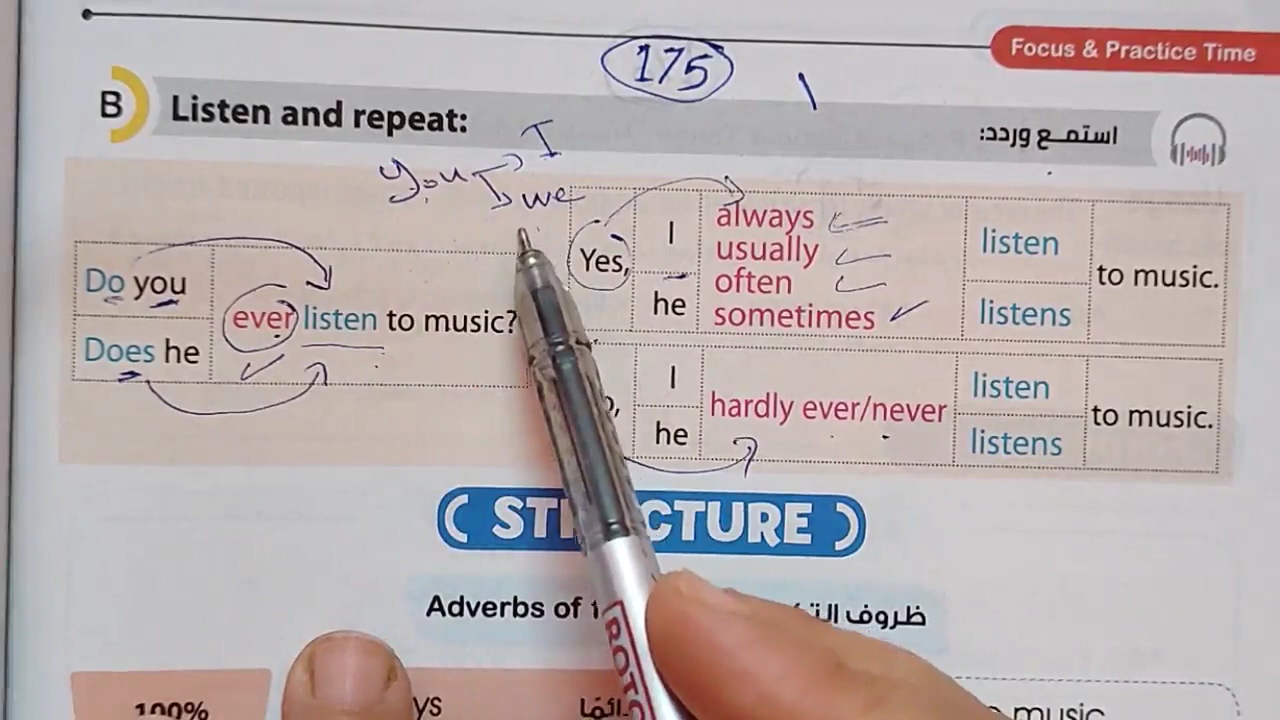 175
Focus & Practice Time
B Listen and repeat:
استمع وردد:
you I
we
Do you
Does he
ever listen to music?
Yes,
I
he
always
usually
often
sometimes
listen
listens
to music.
I
he
hardly ever/never
listen
listens
to music.
STRUCTURE
Adverbs of
ظروف
100%
music